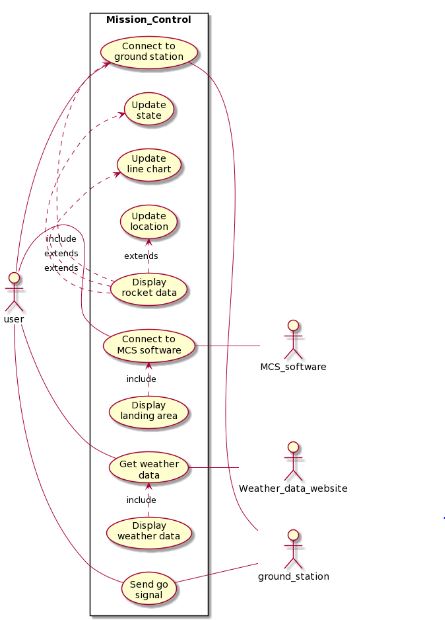 Mission_Control
Connect to
ground station
Update
state
Update
line chart
Update
location
include
extends
extends
extends
Display
rocket data
user
Connect to
MCS software
MCS_software
include
Display
landing area
Get weather
data
Weather_data_website
include
Display
weather data
ground_station
Send go
signal